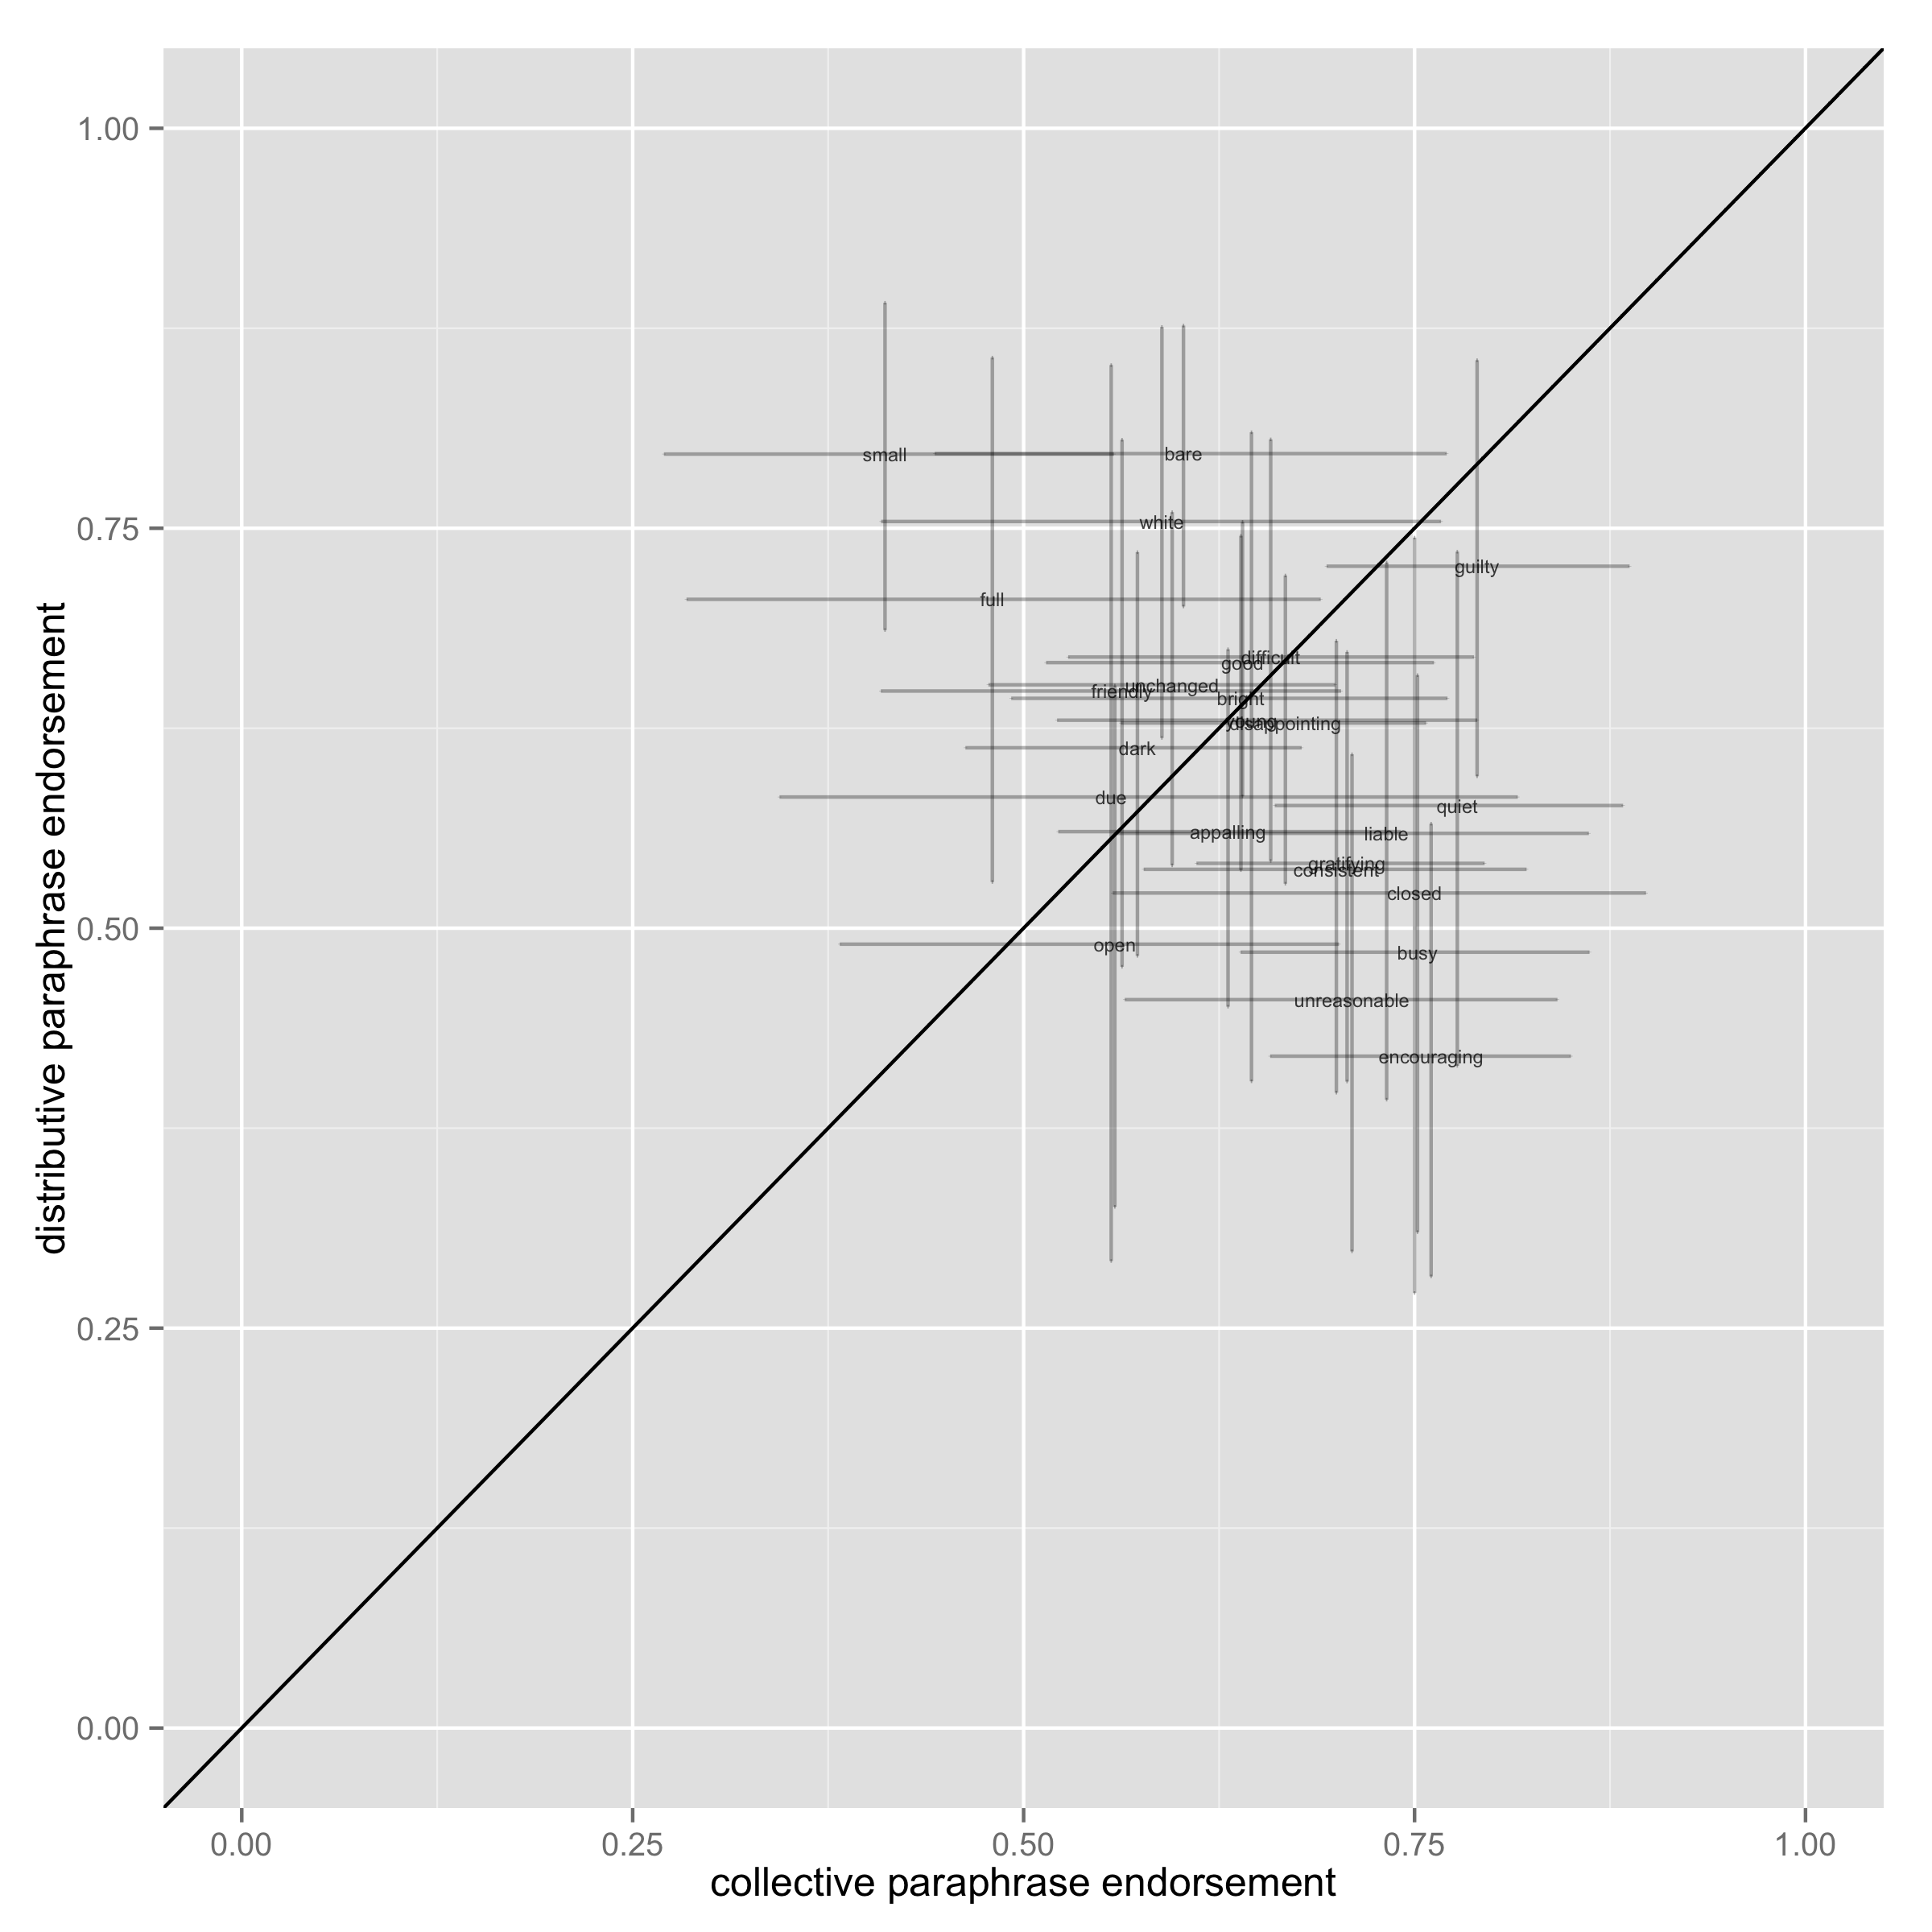 1.00
0.75
0.50
0.25
0.00
distributive paraphrase endorsement
small
bare
white
guilty
full
difficult
good
unchanged
friendly
bright
young
disappointing
dark
due
quiet
appalling
liable
gratifying
consistent
closed
open
busy
unreasonable
encouraging
0.00 0.25 0.50 0.75 1.00
collective paraphrase endorsement